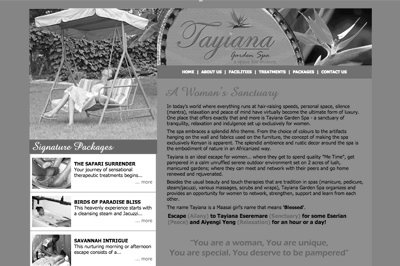 Tayiana
Garden Spa
HOME | ABOUT US | FACILITIES | TREATMENTS | PACKAGES | CONTACT US
A Woman's Sanctuary
In today's world where everything runs at hair-raising speeds, personal space, silence
(mantra), relaxation and peace of mind have virtually become the ultimate form of luxury.
One place that offers exactly that and more is Tayiana Garden Spa - a sanctuary of
tranquility, relaxation and indulgence set up exclusively for women.
The spa embraces a splendid Afro theme. From the choice of colours to the artifacts
hanging on the wall and fabrics used on the furniture, the concept of making the spa
exclusively Kenyan is apparent. The splendid ambience and rustic decor around the spa is
the embodiment of nature in an Afrikanized way.
Tayiana is an ideal escape for women... where they get to spend quality "Me Time", get
pampered in a calm unruffled serene outdoor environment set on 2 acres of lush,
manicured gardens; where they can meet and network with their peers and go home
renewed and rejuvenated.
Besides the usual beauty and touch therapies that are tradition in spas (manicure, pedicure,
steam/jacuzzi, various massages, scrubs and wraps), Tayiana Garden Spa organises and
provides an opportunity for women to network, strengthen, support and learn from each
other.
The name Tayiana is a Maasai girl's name that means 'Blessed'.
Escape (Away) to Tayiana Eseremere (Sanctuary) for some Eserian
(Peace) and Aiyengi Yeng (Relaxation) for an hour or a day!
"You are a woman, You are unique,
You are special. You deserve to be pampered"
Signature Packages
THE SAFARI SURRENDER
Your journey of sensational
therapeutic treatments begins...
... more
BIRDS OF PARADISE BLISS
This heavenly experience starts with
a cleansing steam and Jacuzzi...
... more
SAVANNAH INTRIGUE
This nurturing morning or afternoon
escape consists of a...
... more